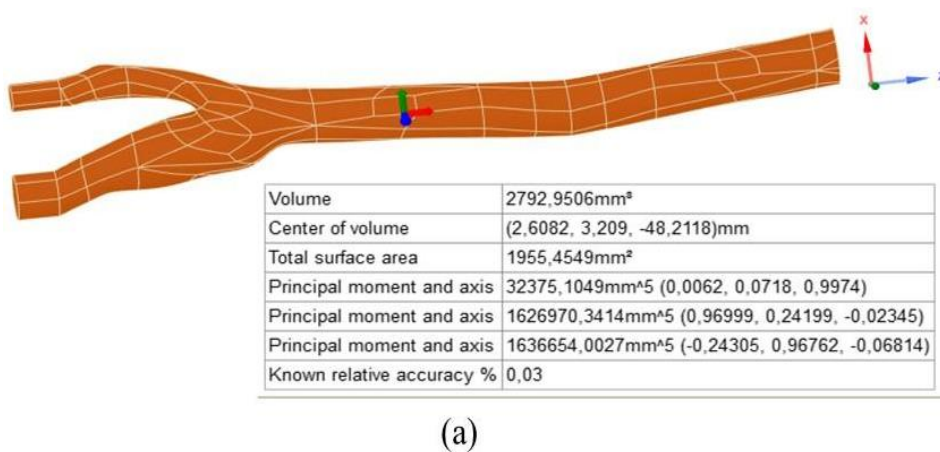 X
Z
Volume 2792,9506mm³
Center of volume (2,6082, 3,209, -48,2118)mm
Total surface area 1955,4549mm²
Principal moment and axis 32375,1049mm^5 (0,0062, 0,0718, 0,9974)
Principal moment and axis 1626970,3414mm^5 (0,96999, 0,24199, -0,02345)
Principal moment and axis 1636654,0027mm^5 (-0,24305, 0,96762, -0,06814)
Known relative accuracy % 0,03
(a)